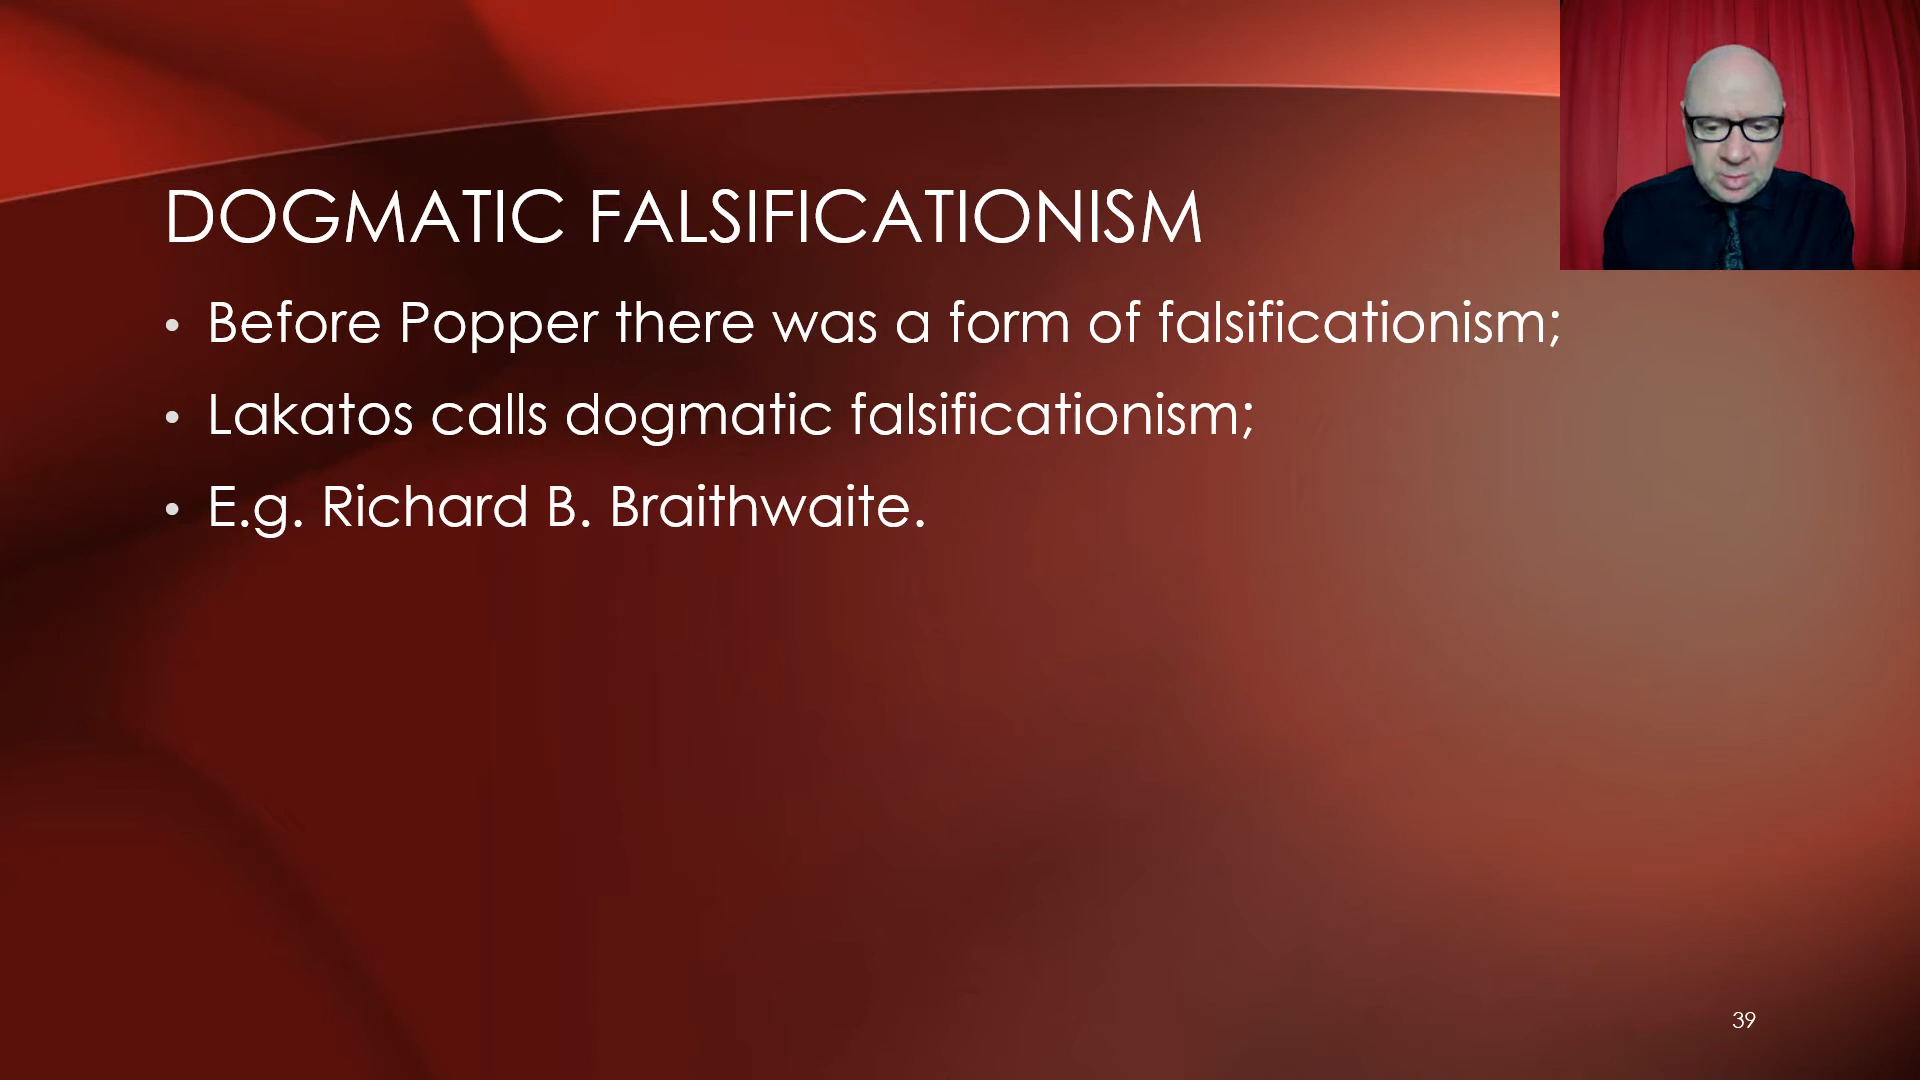 DOGMATIC FALSIFICATIONISM
• Before Popper there was a form of falsificationism;
• Lakatos calls dogmatic falsificationism;
• E.g. Richard B. Braithwaite.
39